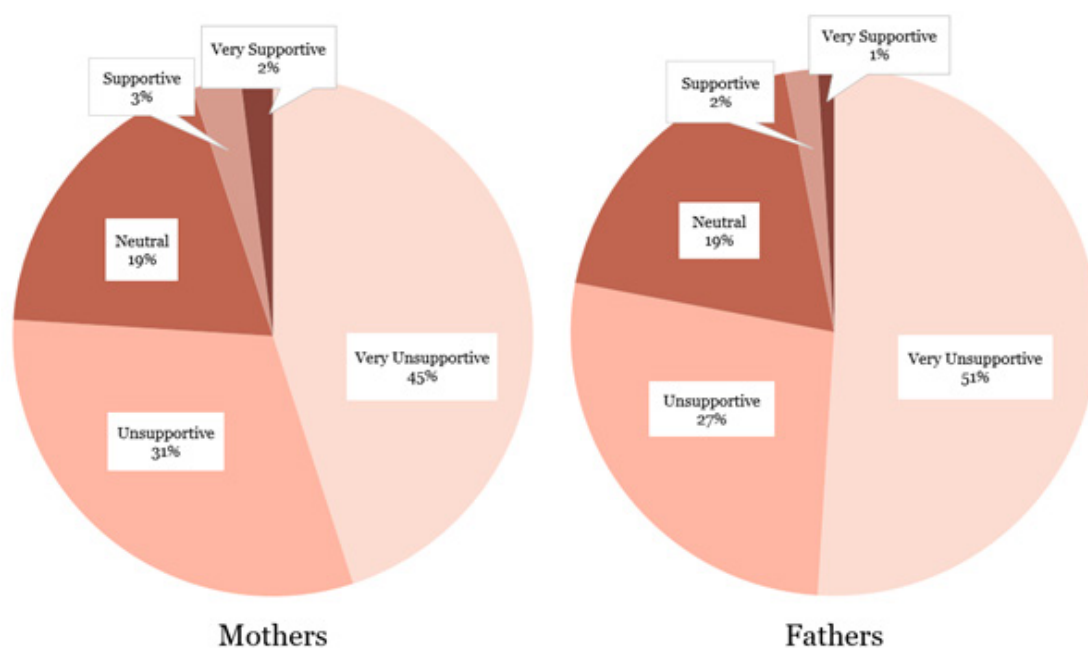 Very Supportive
2%
Supportive
3%
Neutral
19%
Very Unsupportive
45%
Unsupportive
31%
Mothers
Very Supportive
1%
Supportive
2%
Neutral
19%
Very Unsupportive
51%
Unsupportive
27%
Fathers